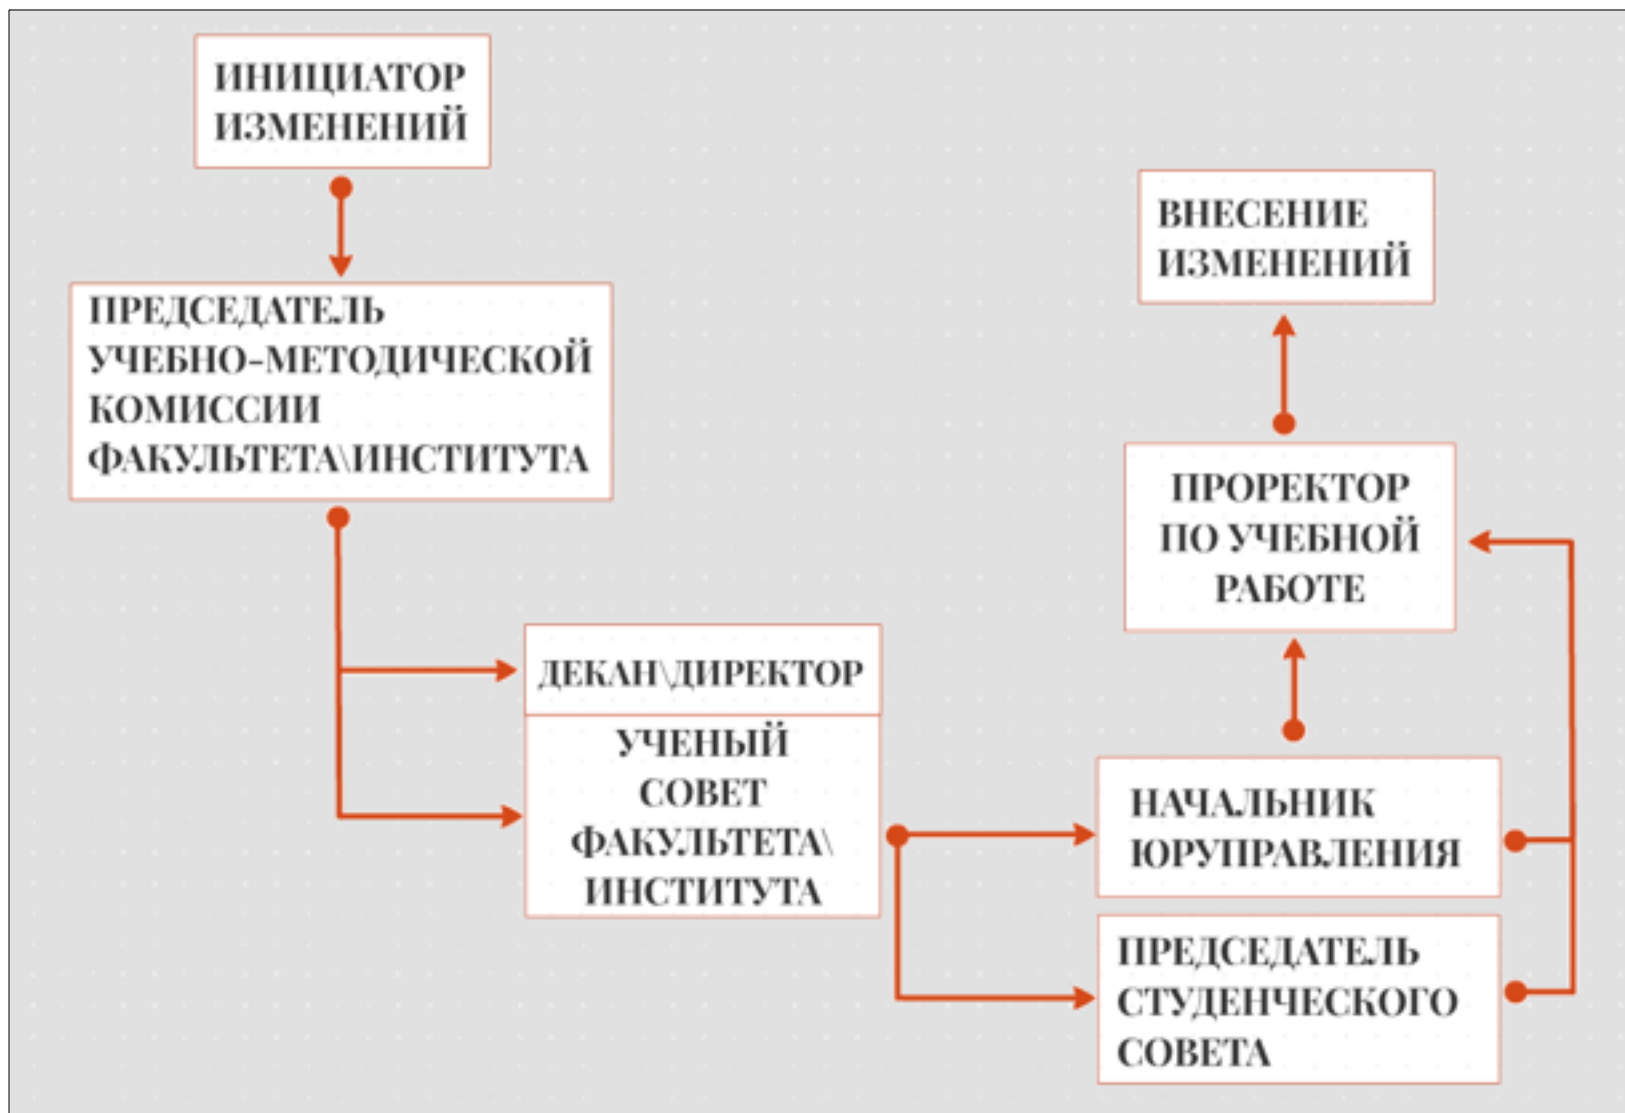 ИНИЦИАТОР
ИЗМЕНЕНИЙ
ПРЕДСЕДАТЕЛЬ
УЧЕБНО-МЕТОДИЧЕСКОЙ
КОМИССИИ
ФАКУЛЬТЕТА\ИНСТИТУТА
ДЕКАН\ДИРЕКТОР
УЧЕНЫЙ
СОВЕТ
ФАКУЛЬТЕТА\
ИНСТИТУТА
НАЧАЛЬНИК
ЮРУПРАВЛЕНИЯ
ПРЕДСЕДАТЕЛЬ
СТУДЕНЧЕСКОГО
СОВЕТА
ПРОРЕКТОР
ПО УЧЕБНОЙ
РАБОТЕ
ВНЕСЕНИЕ
ИЗМЕНЕНИЙ